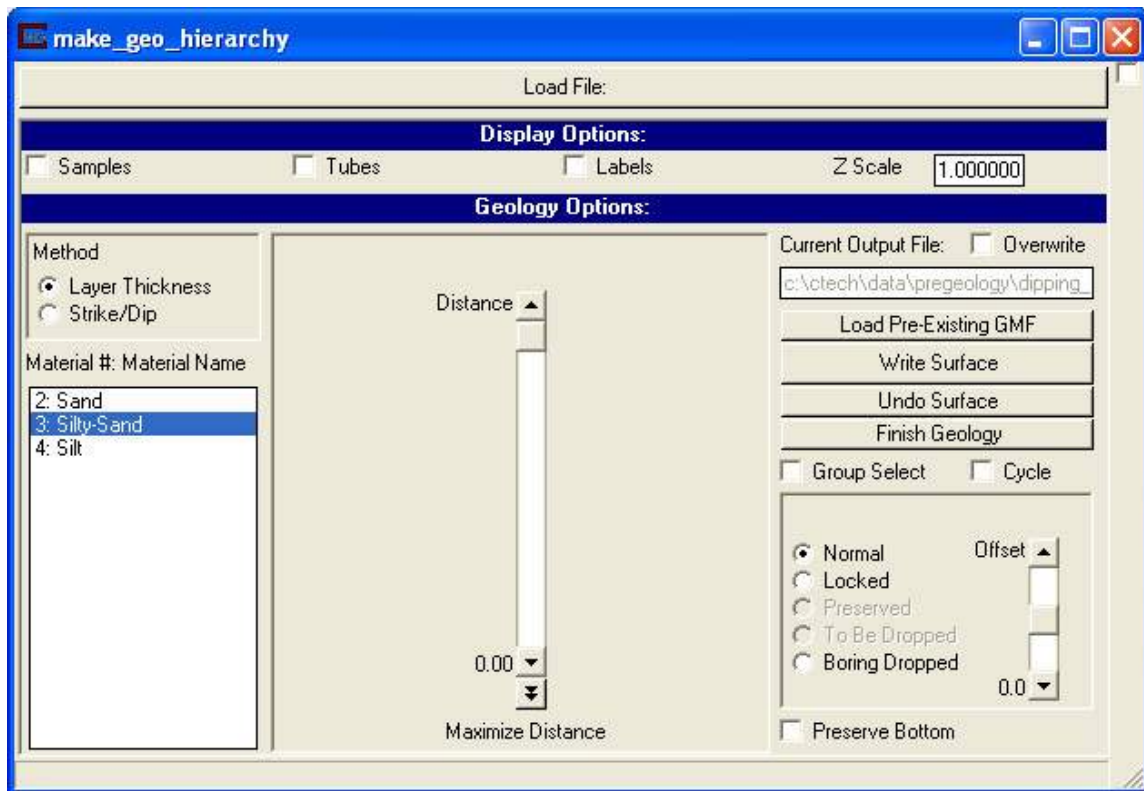 make_geo_hierarchy
Load File:
Display Options:
Samples Tubes Labels Z Scale 1.000000
Geology Options:
Method
Layer Thickness
Strike/Dip
Material #: Material Name
2: Sand
3: Silty-Sand
4: Silt
Distance
0.00
Maximize Distance
Current Output File: Overwrite
c:\ctech\data\pregeology\dipping_
Load Pre-Existing GMF
Write Surface
Undo Surface
Finish Geology
Group Select Cycle
Normal
Locked
Preserved
To Be Dropped
Boring Dropped
Offset
0.0
Preserve Bottom